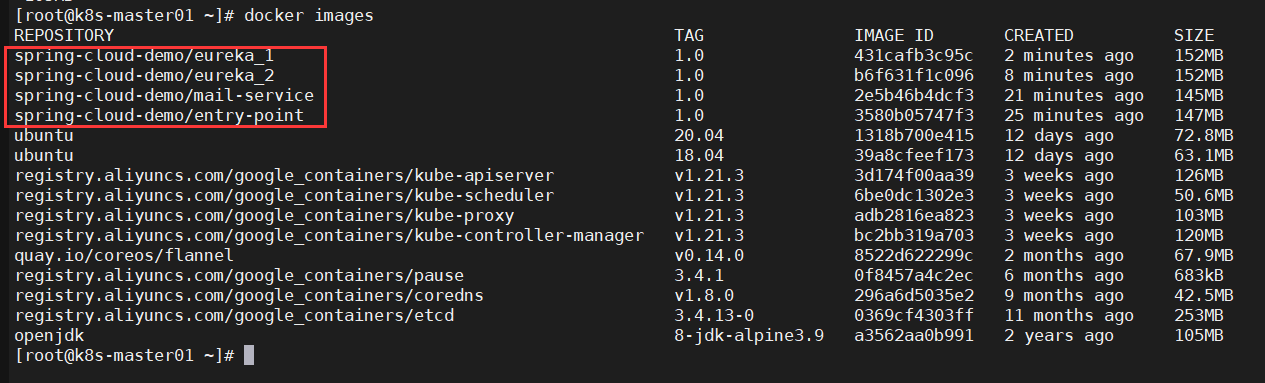 [root@k8s-master01 ~]# docker images
REPOSITORY TAG IMAGE ID CREATED SIZE
spring-cloud-demo/eureka_1 1.0 431cafb3c95c 2 minutes ago 152MB
spring-cloud-demo/eureka_2 1.0 b6f631f1c096 8 minutes ago 152MB
spring-cloud-demo/mail-service 1.0 2e5b46b4dcf3 21 minutes ago 145MB
spring-cloud-demo/entry-point 1.0 3580b05747f3 25 minutes ago 147MB
ubuntu 20.04 1318b700e415 12 days ago 72.8MB
ubuntu 18.04 39a8cfeef173 12 days ago 63.1MB
registry.aliyuncs.com/google_containers/kube-apiserver v1.21.3 3d174f00aa39 3 weeks ago 126MB
registry.aliyuncs.com/google_containers/kube-scheduler v1.21.3 6be0dc1302e3 3 weeks ago 50.6MB
registry.aliyuncs.com/google_containers/kube-proxy v1.21.3 adb2816ea823 3 weeks ago 103MB
registry.aliyuncs.com/google_containers/kube-controller-manager v1.21.3 bc2bb319a703 3 weeks ago 120MB
quay.io/coreos/flannel v0.14.0 8522d622299c 2 months ago 67.9MB
registry.aliyuncs.com/google_containers/pause 3.4.1 0f8457a4c2ec 6 months ago 683kB
registry.aliyuncs.com/google_containers/coredns v1.8.0 296a6d5035e2 9 months ago 42.5MB
registry.aliyuncs.com/google_containers/etcd 3.4.13-0 0369cf4303ff 11 months ago 253MB
openjdk 8-jdk-alpine3.9 a3562aa0b991 2 years ago 105MB
[root@k8s-master01 ~]#